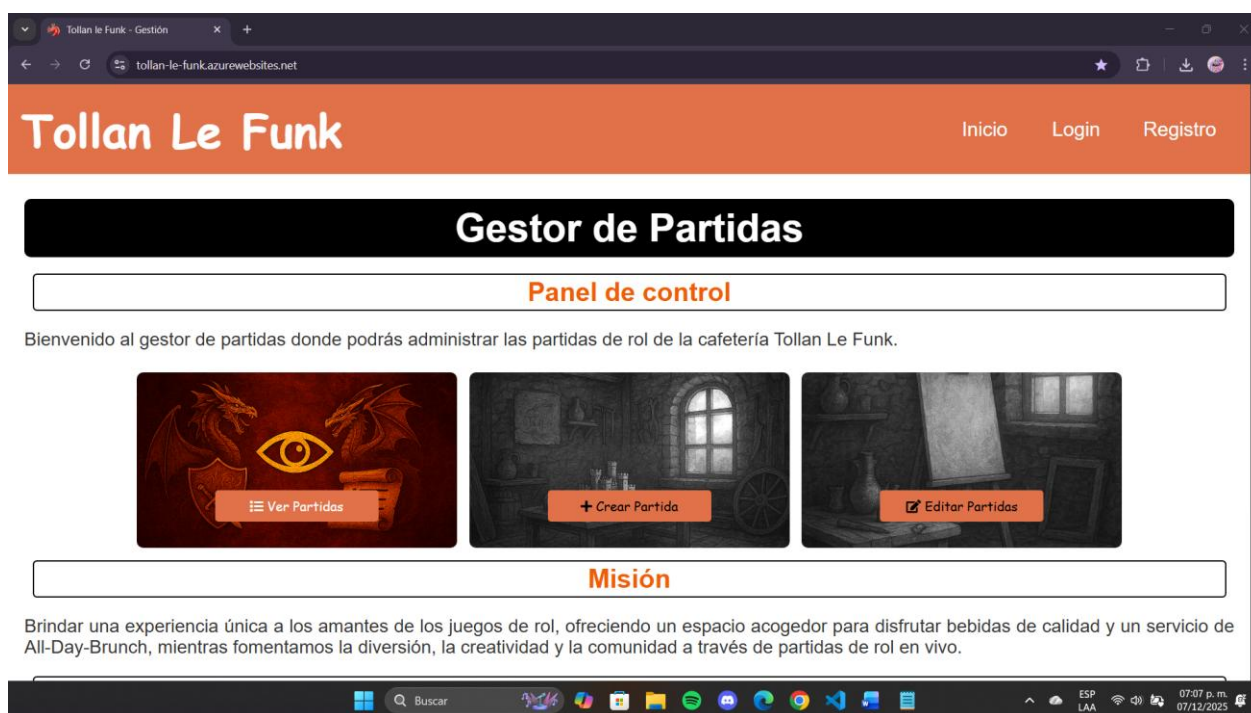 Tollan le Funk - Gestión
tollan-le-funk.azurewebsites.net
Tollan Le Funk
Inicio Login Registro
Gestor de Partidas
Panel de control
Bienvenido al gestor de partidas donde podrás administrar las partidas de rol de la cafetería Tollan Le Funk.
Ver Partidas
Crear Partida
Editar Partidas
Misión
Brindar una experiencia única a los amantes de los juegos de rol, ofreciendo un espacio acogedor para disfrutar bebidas de calidad y un servicio de
All-Day-Brunch, mientras fomentamos la diversión, la creatividad y la comunidad a través de partidas de rol en vivo.
Buscar
ESP
LAA
07:07 p. m.
07/12/2025